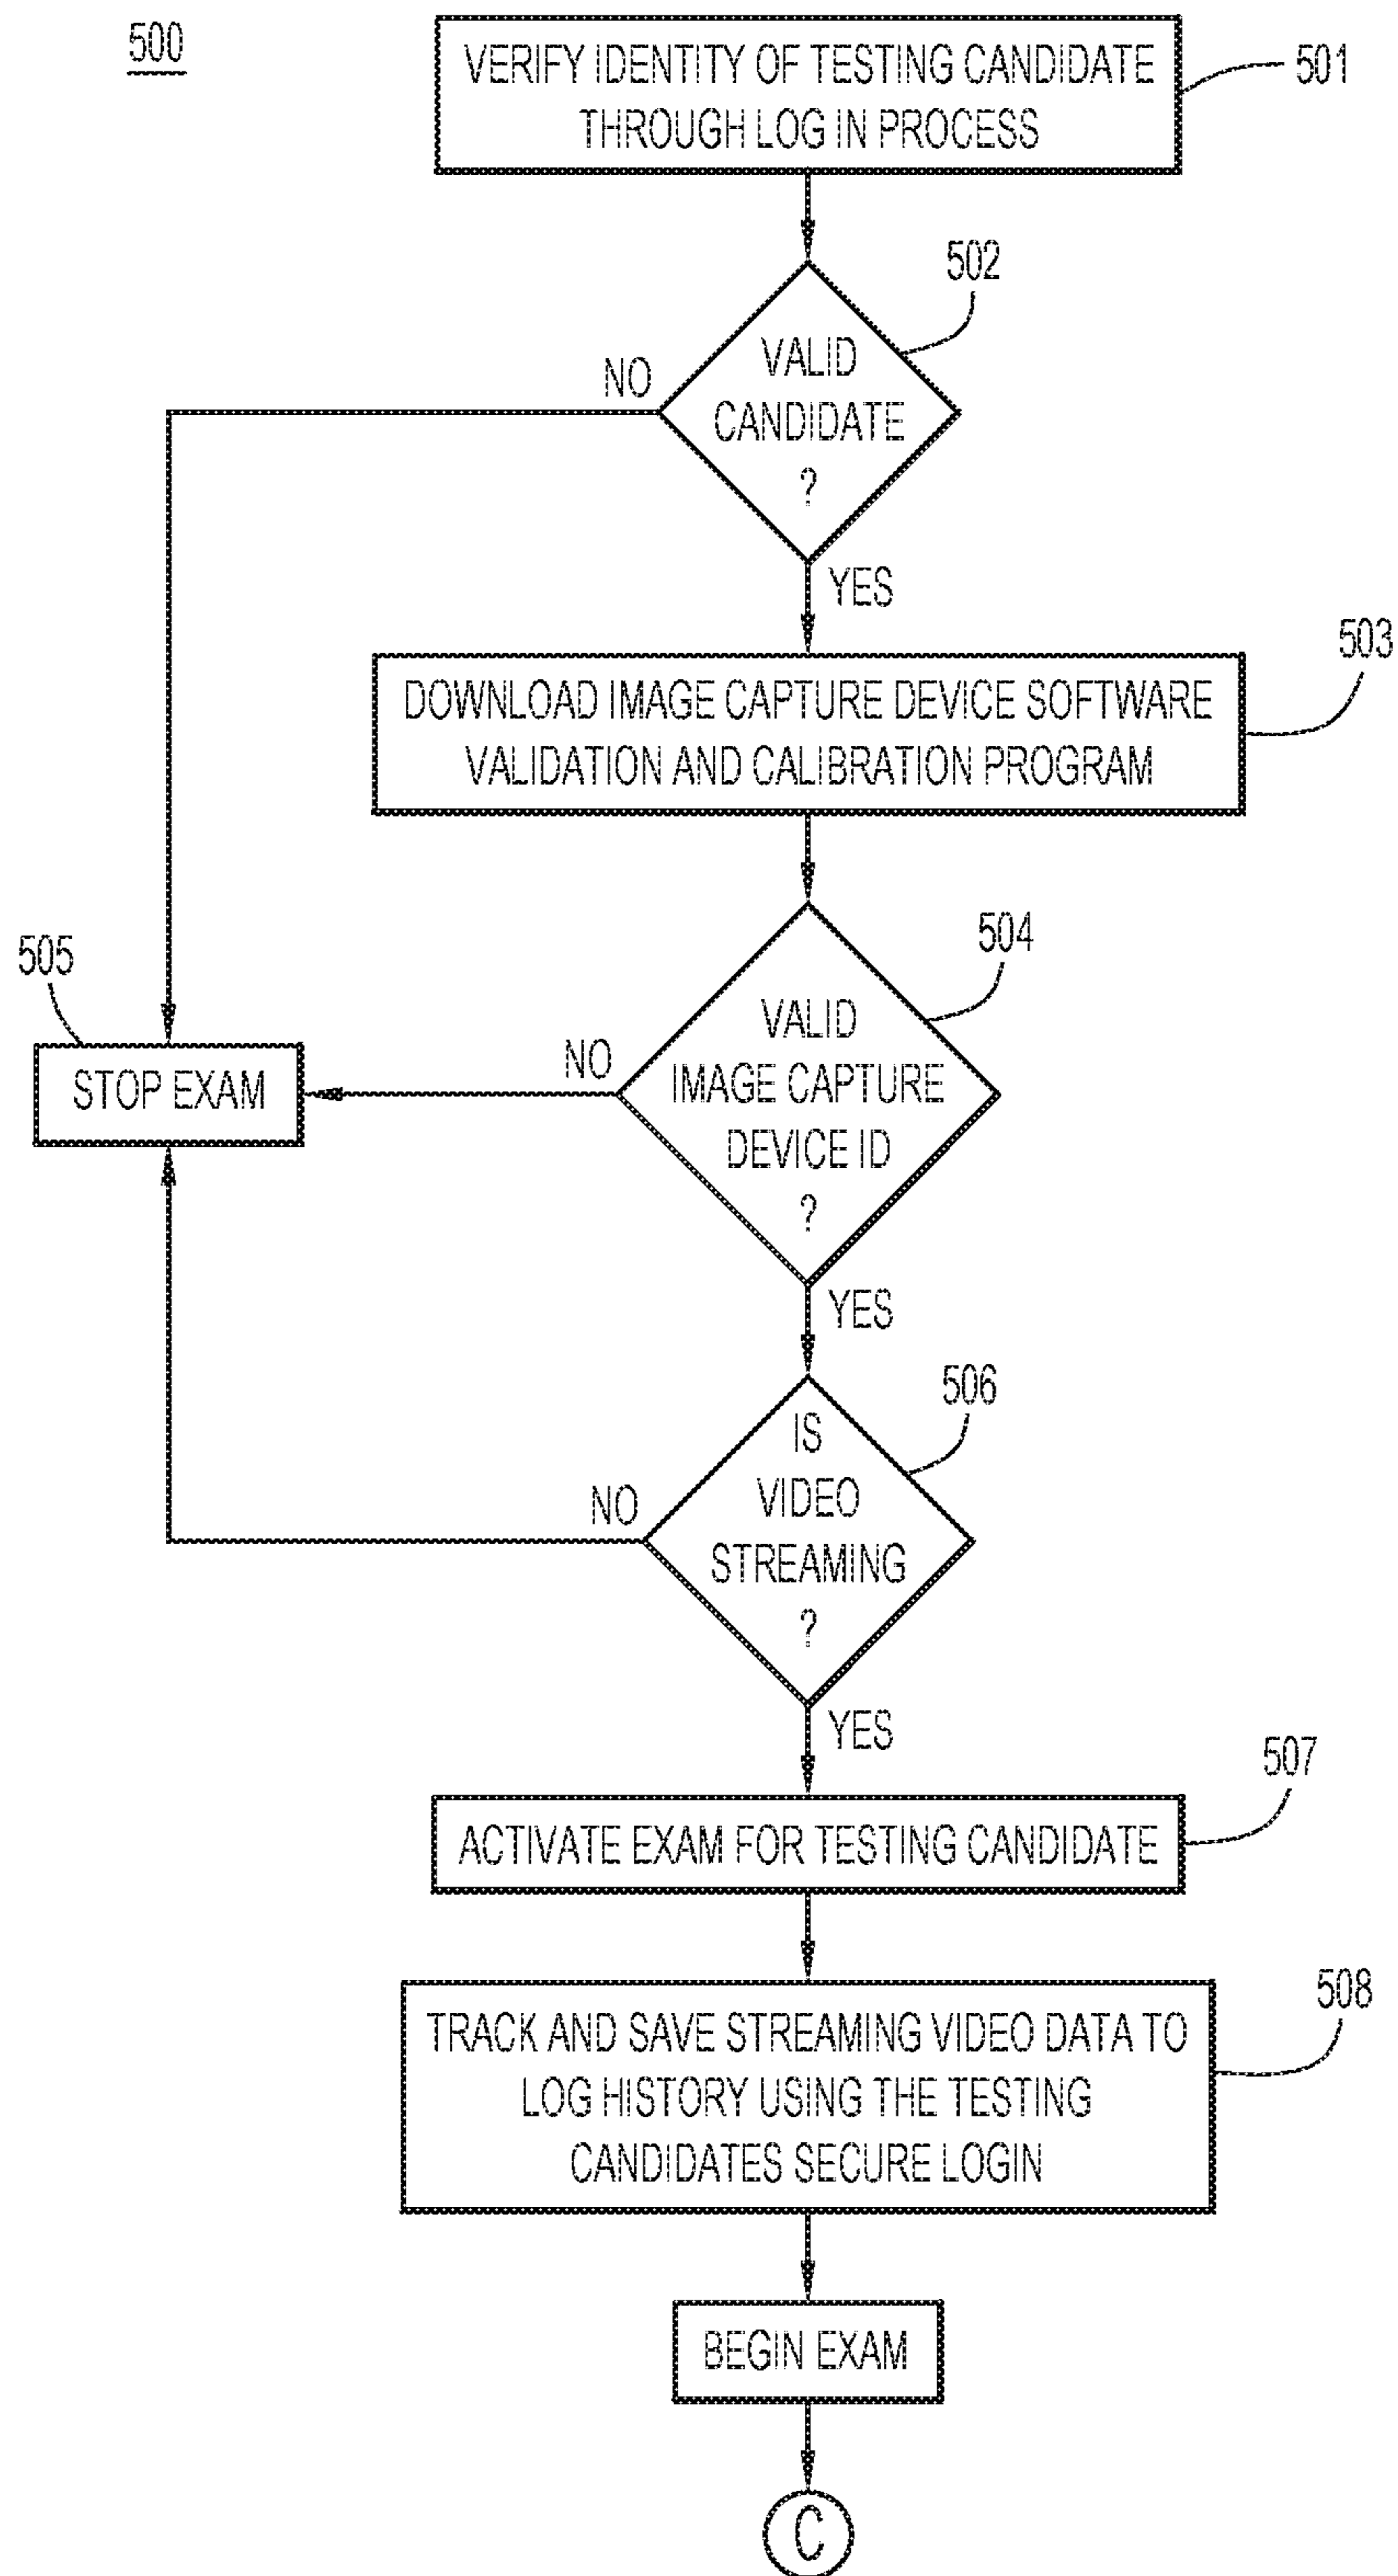 500
VERIFY IDENTITY OF TESTING CANDIDATE
THROUGH LOG IN PROCESS
501
502
VALID
CANDIDATE
?
NO
YES
503
DOWNLOAD IMAGE CAPTURE DEVICE SOFTWARE
VALIDATION AND CALIBRATION PROGRAM
504
VALID
IMAGE CAPTURE
DEVICE ID
?
NO
505
STOP EXAM
YES
506
IS
VIDEO
STREAMING
?
NO
YES
507
ACTIVATE EXAM FOR TESTING CANDIDATE
508
TRACK AND SAVE STREAMING VIDEO DATA TO
LOG HISTORY USING THE TESTING
CANDIDATES SECURE LOGIN
BEGIN EXAM
C